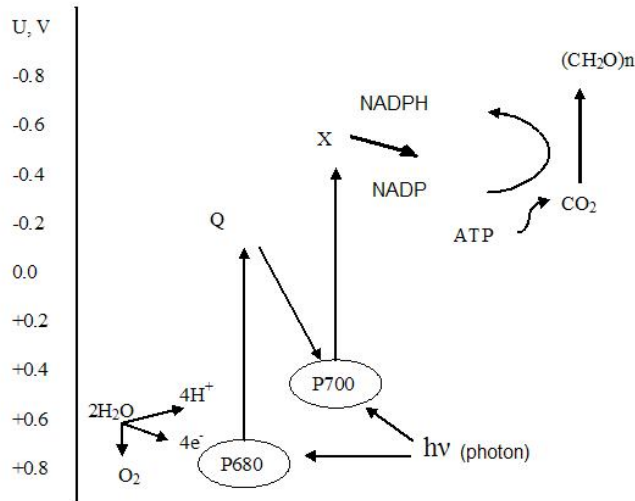 U, V
-0.8
-0.6
-0.4
-0.2
0.0
+0.2
+0.4
+0.6
+0.8
(CH₂O)n
NADPH
X
NADP
CO₂
ATP
Q
P700
4H⁺
2H₂O
4e⁻
O₂
P680
hν (photon)